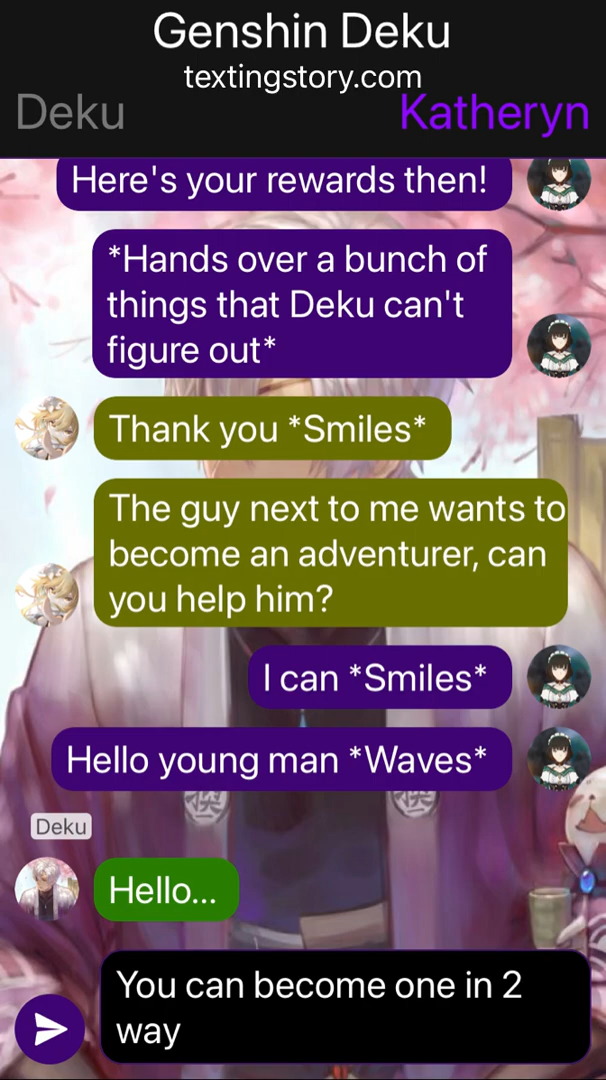 Genshin Deku
textingstory.com
Deku
Katheryn
Here's your rewards then!
*Hands over a bunch of
things that Deku can't
figure out*
Thank you *Smiles*
The guy next to me wants to
become an adventurer, can
you help him?
I can *Smiles*
Hello young man *Waves*
Deku
Hello...
You can become one in 2
way